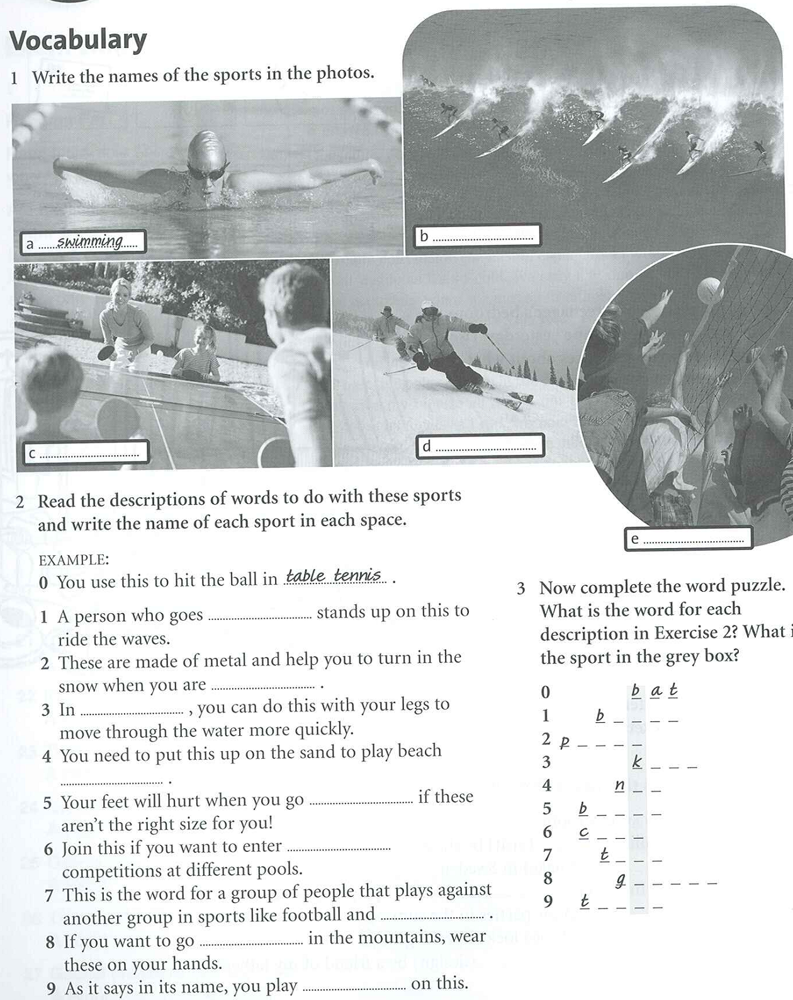 Vocabulary
1 Write the names of the sports in the photos.
a ......swimming......
b ................................
c ................................
d ................................
e ................................
2 Read the descriptions of words to do with these sports
and write the name of each sport in each space.
EXAMPLE:
0 You use this to hit the ball in table tennis .
1 A person who goes ................................ stands up on this to
ride the waves.
2 These are made of metal and help you to turn in the
snow when you are ................................ .
3 In ................................ , you can do this with your legs to
move through the water more quickly.
4 You need to put this up on the sand to play beach
................................ .
5 Your feet will hurt when you go ................................ if these
aren't the right size for you!
6 Join this if you want to enter ................................
competitions at different pools.
7 This is the word for a group of people that plays against
another group in sports like football and ................................ .
8 If you want to go ................................ in the mountains, wear
these on your hands.
9 As it says in its name, you play ................................ on this.
3 Now complete the word puzzle.
What is the word for each
description in Exercise 2? What i
the sport in the grey box?
0 b a t
1 b _ _ _ _
2 p _ _ _ _
3 k _ _ _
4 n _ _
5 b _ _ _ _
6 c _ _ _
7 t _ _ _
8 g _ _ _ _ _
9 t _ _ _ _